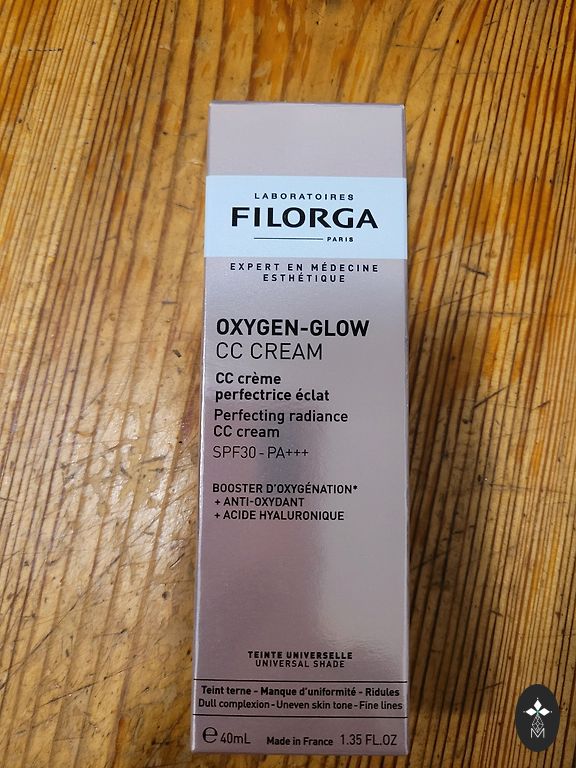 LABORATOIRES
FILORGA
PARIS
EXPERT EN MÉDECINE
ESTHÉTIQUE
OXYGEN-GLOW
CC CREAM
CC crème
perfectrice éclat
Perfecting radiance
CC cream
SPF30 - PA+++
BOOSTER D'OXYGÉNATION*
+ ANTI-OXYDANT
+ ACIDE HYALURONIQUE
TEINTE UNIVERSELLE
UNIVERSAL SHADE
Teint terne - Manque d'uniformité - Ridules
Dull complexion - Uneven skin tone - Fine lines
℮ 40mL Made in France 1.35 FL.OZ
M